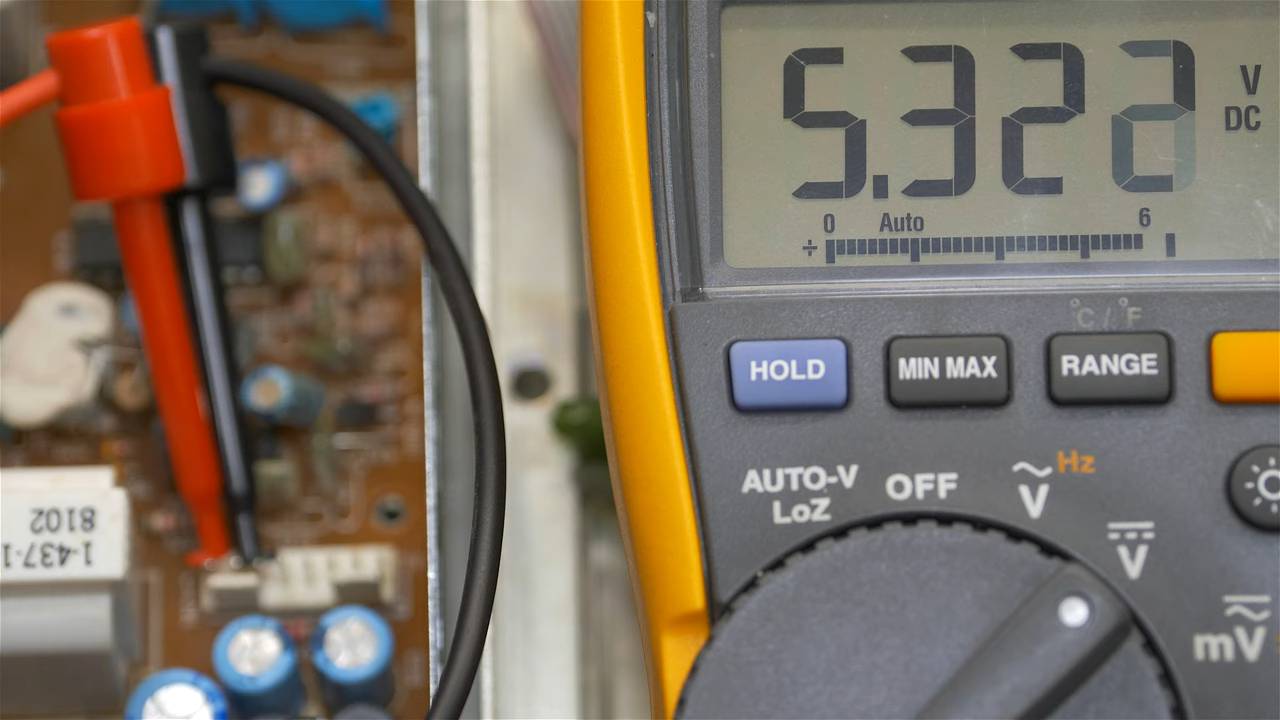 5.322
V
DC
0 Auto 6
+
°C / °F
HOLD MIN MAX RANGE
AUTO-V
LoZ
OFF
Hz
V
V
mV
1-437-1
8102